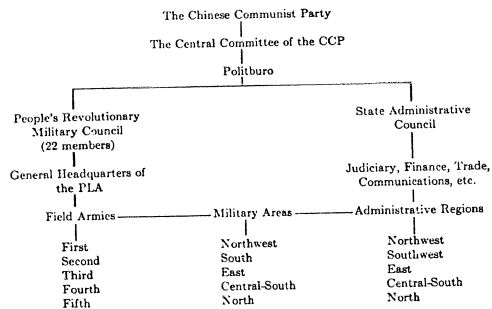 The Chinese Communist Party
The Central Committee of the CCP
Politburo
People's Revolutionary
Military Council
(22 members)
General Headquarters of
the PLA
State Administrative
Council
Judiciary, Finance, Trade,
Communications, etc.
Field Armies
Military Areas
Administrative Regions
First
Second
Third
Fourth
Fifth
Northwest
South
East
Central-South
North
Northwest
Southwest
East
Central-South
North